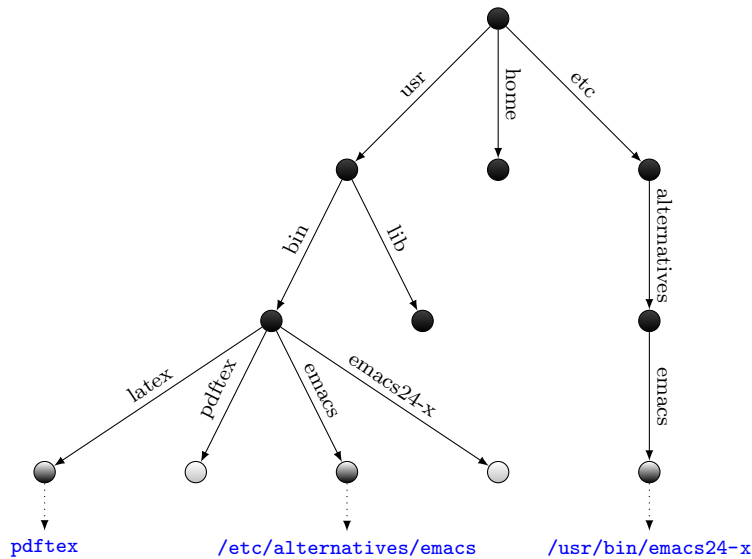 usr
home
etc
bin
lib
alternatives
latex
pdftex
emacs
emacs24-x
emacs
pdftex
/etc/alternatives/emacs
/usr/bin/emacs24-x